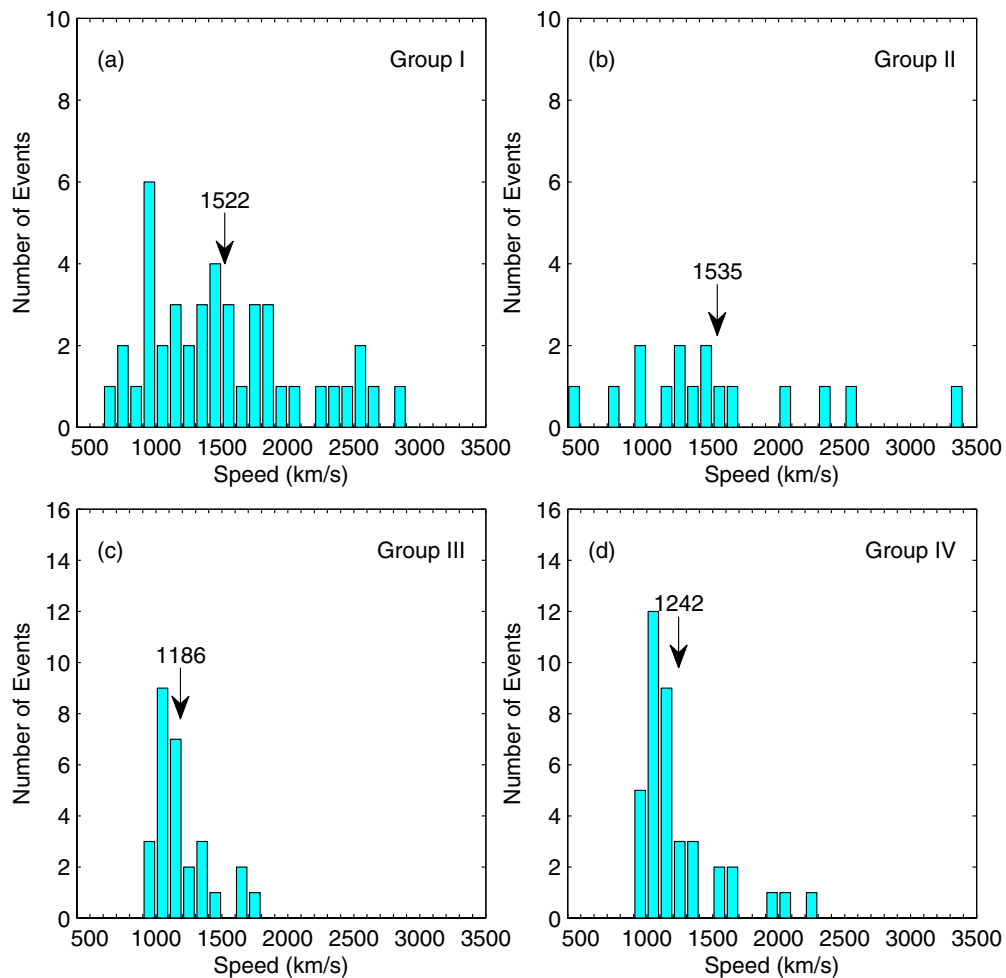 10
8
6
4
2
0
Number of Events
(a)
Group I
1522
500 1000 1500 2000 2500 3000 3500
Speed (km/s)
10
8
6
4
2
0
Number of Events
(b)
Group II
1535
500 1000 1500 2000 2500 3000 3500
Speed (km/s)
16
14
12
10
8
6
4
2
0
Number of Events
(c)
Group III
1186
500 1000 1500 2000 2500 3000 3500
Speed (km/s)
16
14
12
10
8
6
4
2
0
Number of Events
(d)
Group IV
1242
500 1000 1500 2000 2500 3000 3500
Speed (km/s)